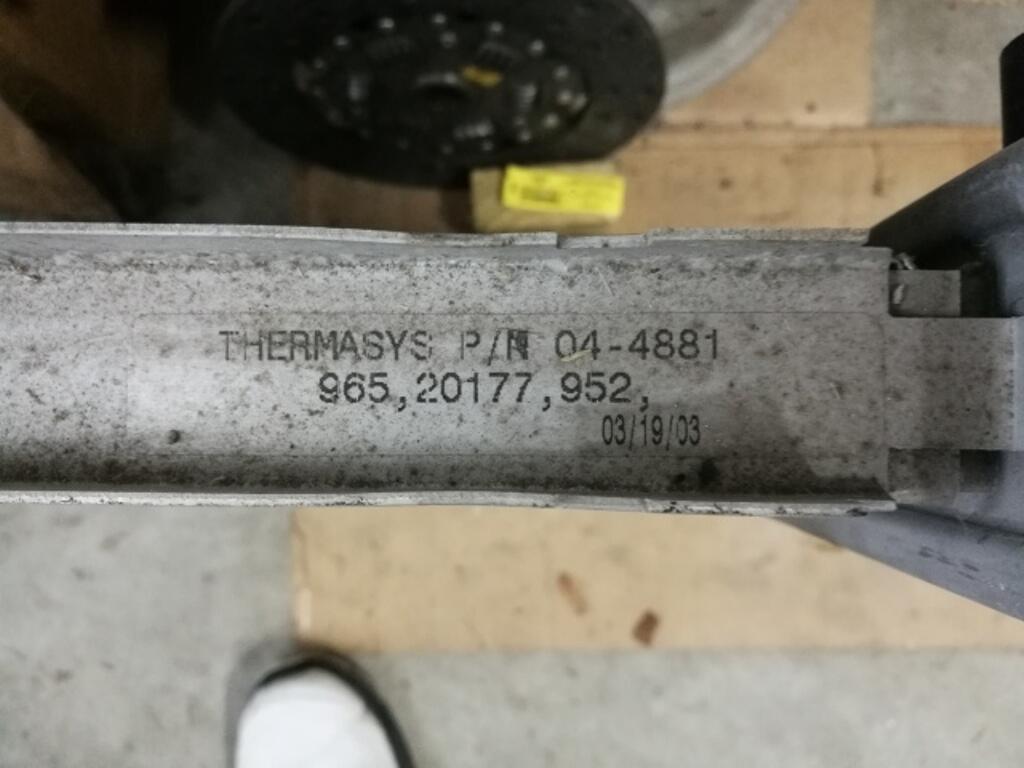 THERMASYS P/N 04-4881
965,20177,952,
03/19/03